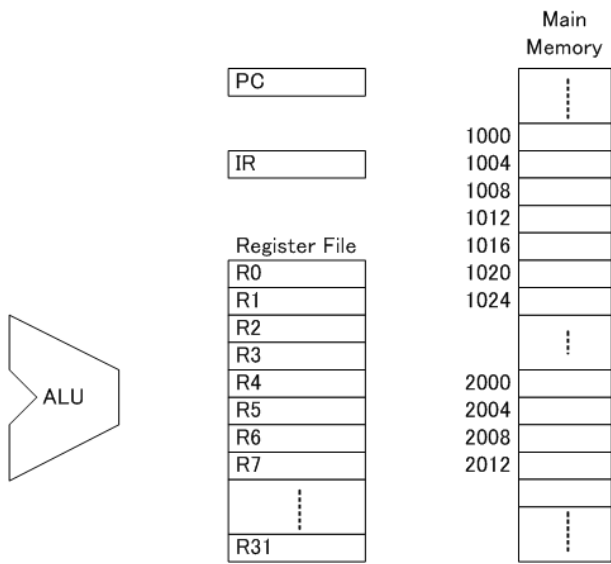 Main
Memory
PC
1000
IR
1004
1008
1012
Register File
1016
R0
1020
R1
1024
R2
R3
R4
2000
ALU
R5
2004
R6
2008
R7
2012
R31